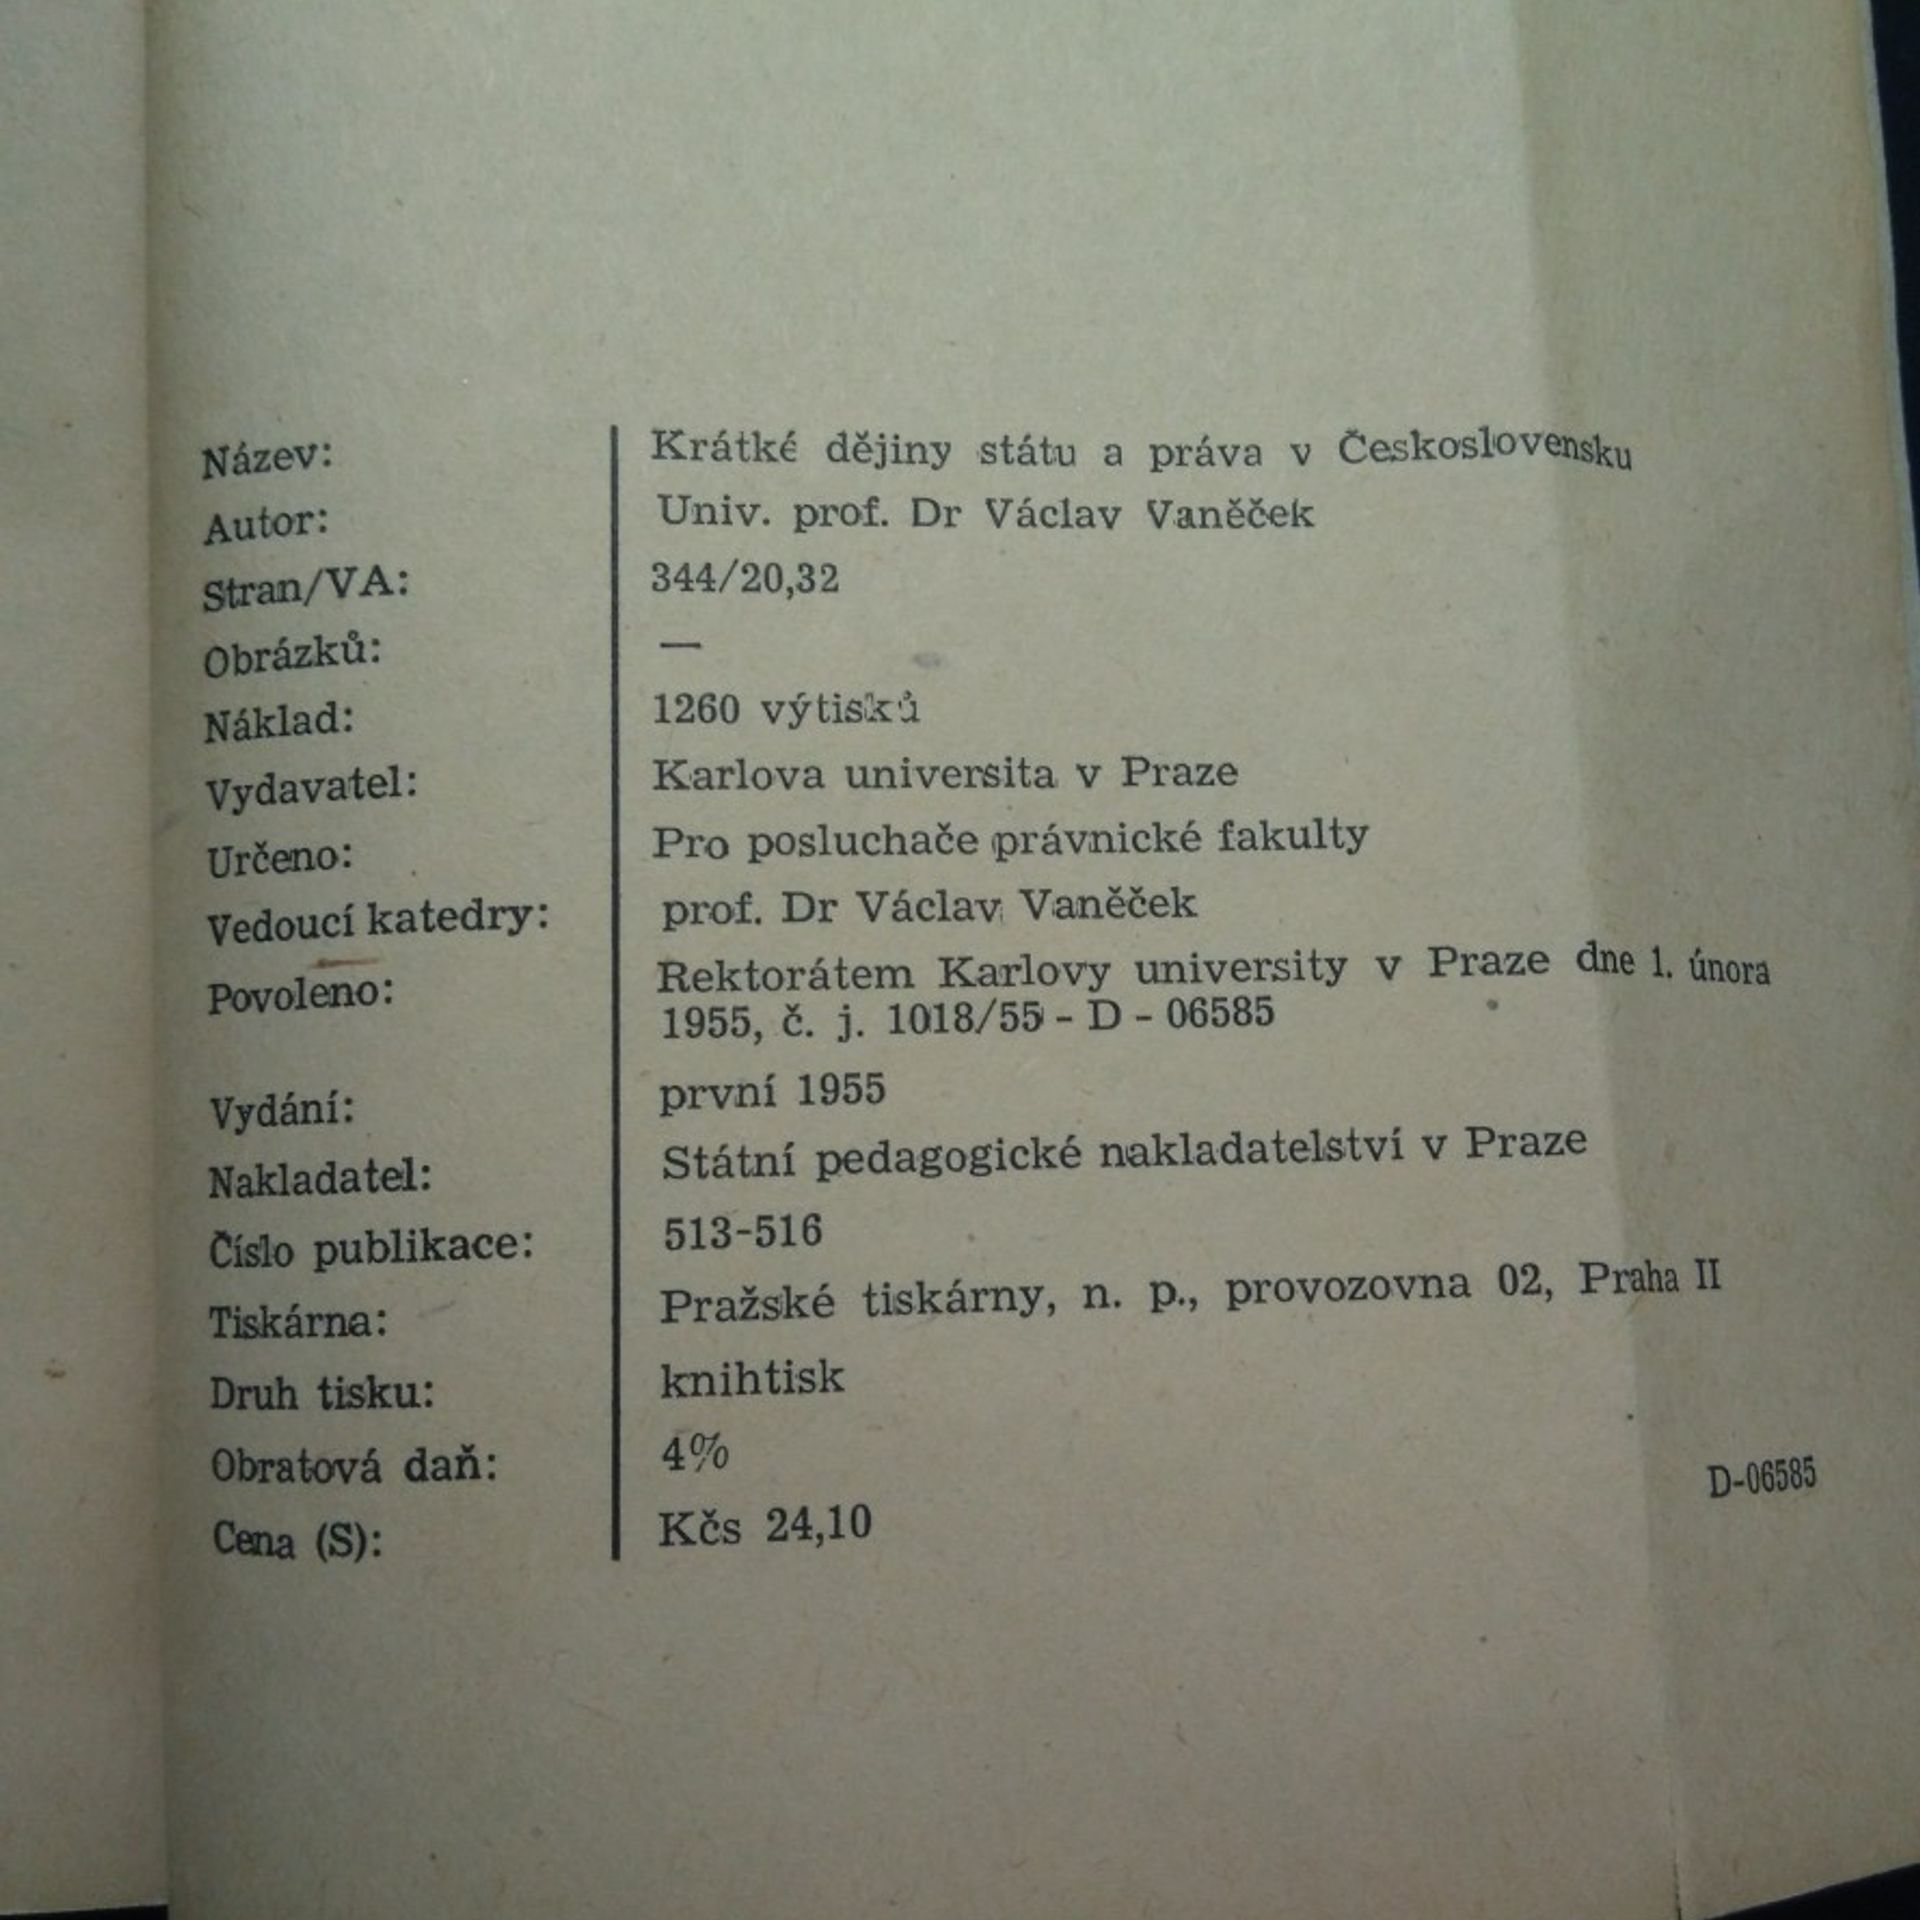 Název: Krátké dějiny státu a práva v Československu
Autor: Univ. prof. Dr Václav Vaněček
Stran/VA: 344/20,32
Obrázků: —
Náklad: 1260 výtisků
Vydavatel: Karlova universita v Praze
Určeno: Pro posluchače právnické fakulty
Vedoucí katedry: prof. Dr Václav Vaněček
Povoleno: Rektorátem Karlovy university v Praze dne 1. února
1955, č. j. 1018/55 - D - 06585
Vydání: první 1955
Nakladatel: Státní pedagogické nakladatelství v Praze
Číslo publikace: 513-516
Tiskárna: Pražské tiskárny, n. p., provozovna 02, Praha II
Druh tisku: knihtisk
Obratová daň: 4%
Cena (S): Kčs 24,10
D-06585